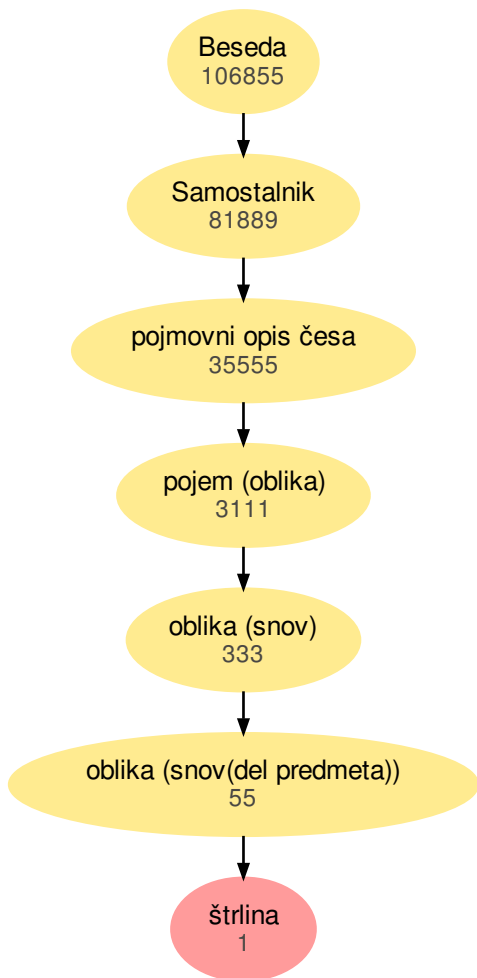 Beseda
106855
Samostalnik
81889
pojmovni opis česa
35555
pojem (oblika)
3111
oblika (snov)
333
oblika (snov(del predmeta))
55
štrlina
1